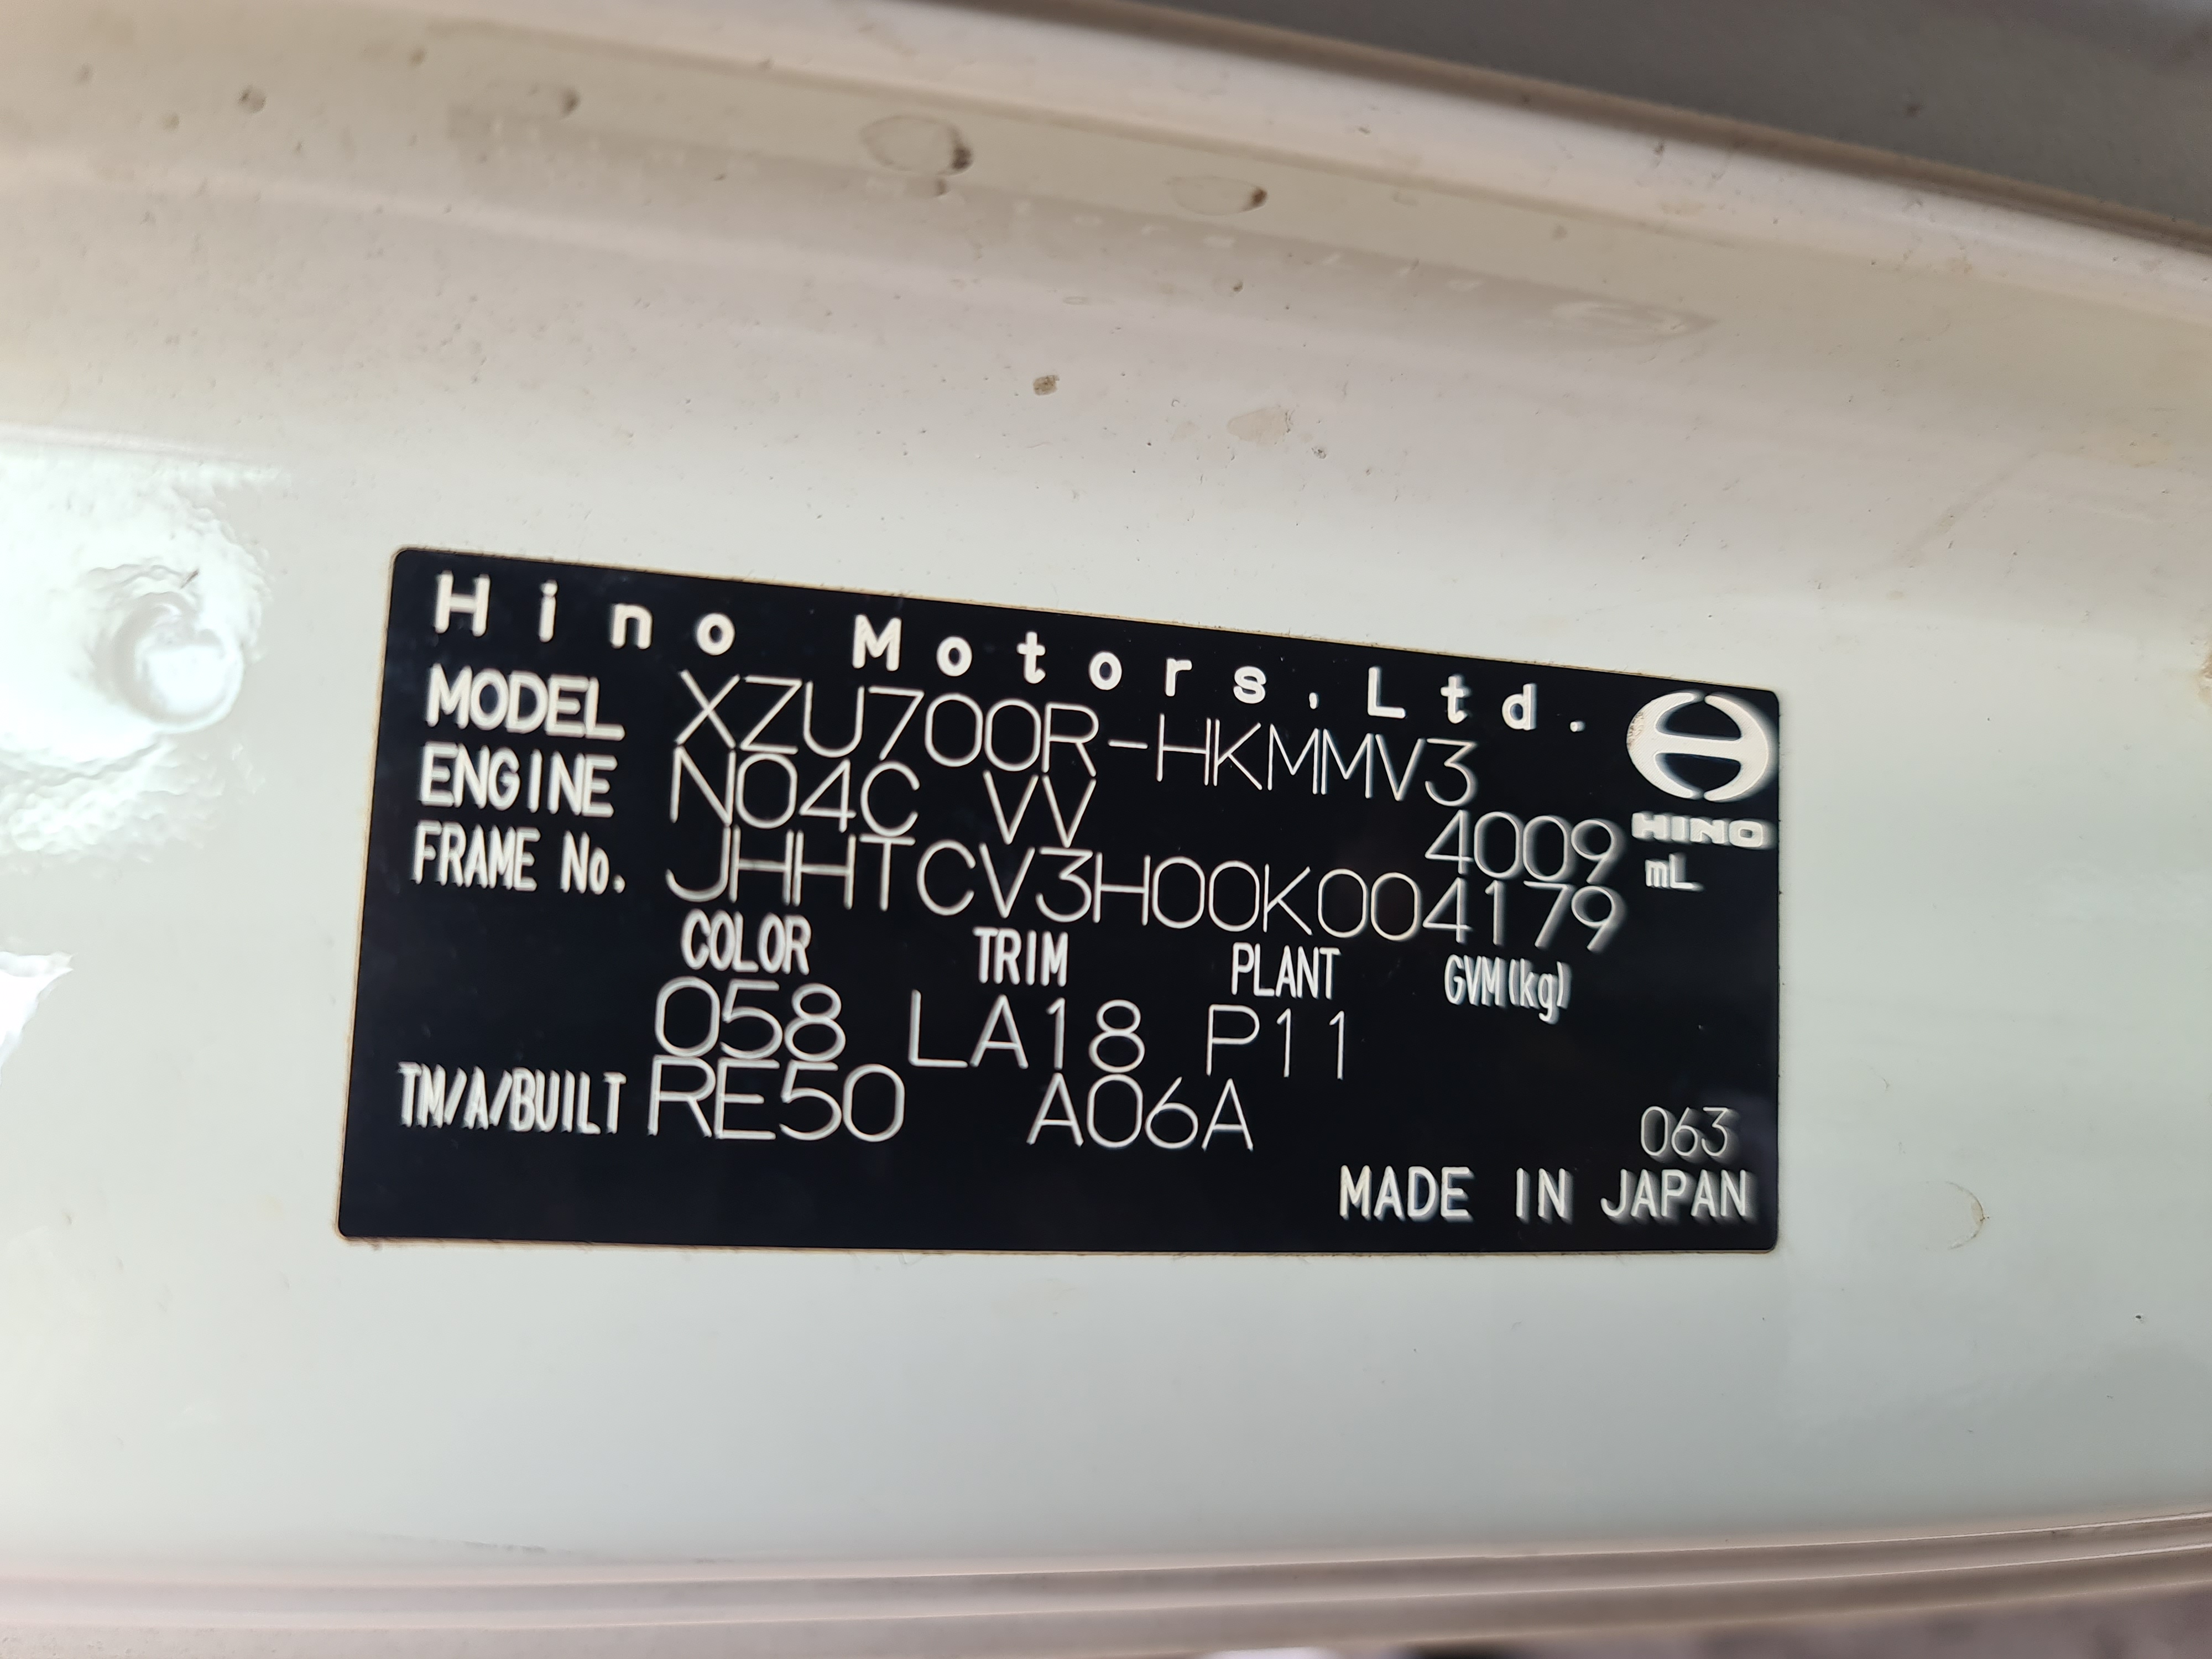 Hino Motors,Ltd.
MODEL XZU700R-HKMMV3
HINO
ENGINE N04C VV 4009 mL
FRAME No. JHHTCV3H00K004179
COLOR TRIM PLANT GVM(kg)
058 LA18 P11
TM/A/BUILT RE50 A06A
063
MADE IN JAPAN